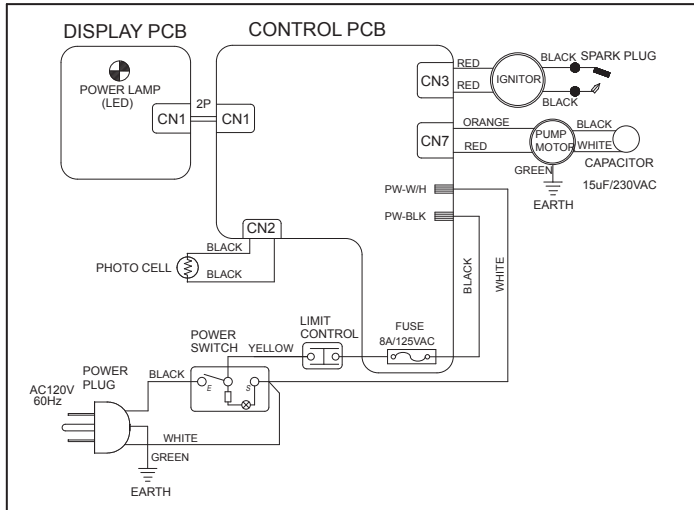 DISPLAY PCB
CONTROL PCB
POWER LAMP
(LED)
CN1
2P
CN1
CN3
RED
RED
IGNITOR
BLACK
BLACK
SPARK PLUG
CN7
ORANGE
RED
PUMP
MOTOR
BLACK
WHITE
CAPACITOR
15uF/230VAC
GREEN
EARTH
PW-W/H
PW-BLK
BLACK
WHITE
CN2
BLACK
PHOTO CELL
BLACK
POWER
SWITCH
YELLOW
LIMIT
CONTROL
FUSE
8A/125VAC
POWER
PLUG
AC120V
60Hz
BLACK
E
S
WHITE
GREEN
EARTH